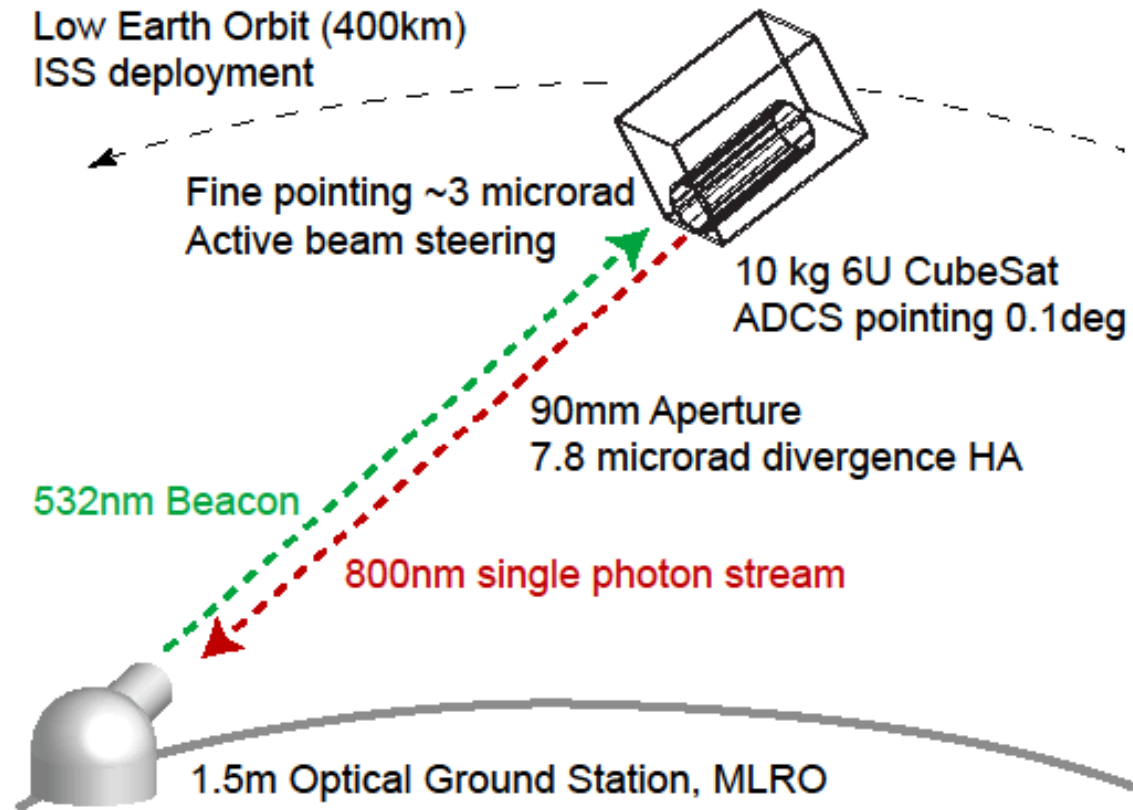 Low Earth Orbit (400km)
ISS deployment
Fine pointing ~3 microrad
Active beam steering
10 kg 6U CubeSat
ADCS pointing 0.1deg
90mm Aperture
7.8 microrad divergence HA
532nm Beacon
800nm single photon stream
1.5m Optical Ground Station, MLRO